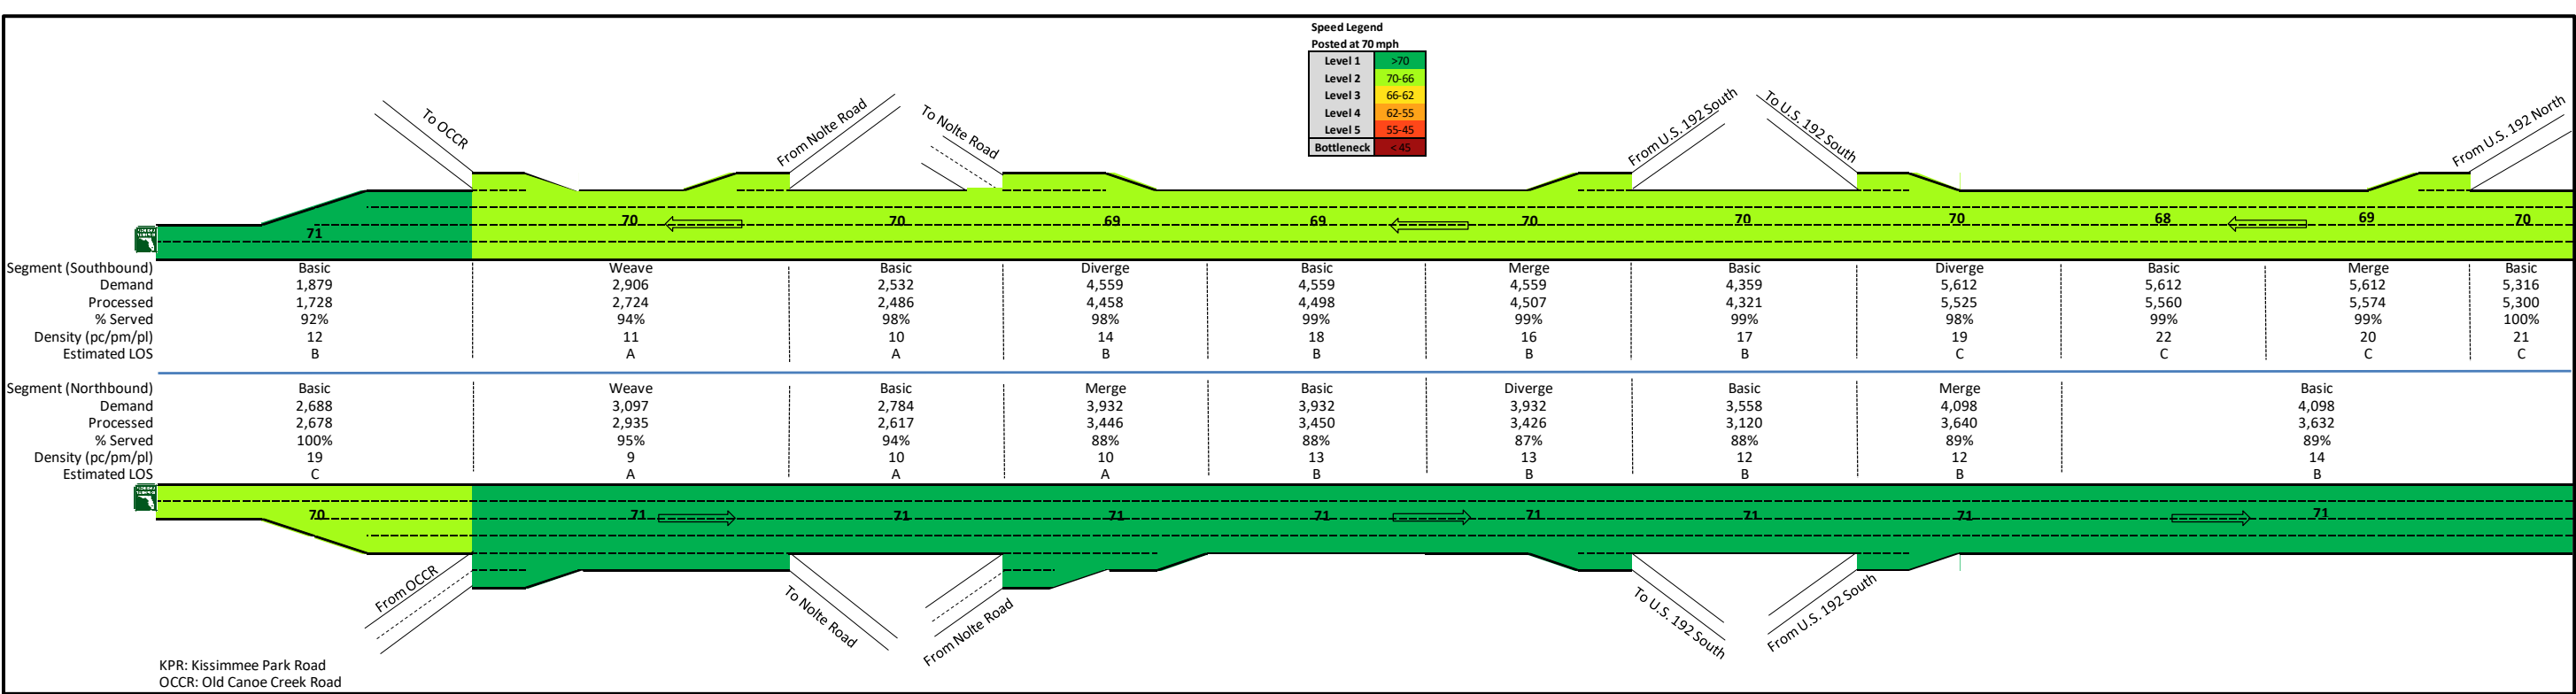 Speed Legend
Posted at 70 mph
Level 1 >70
Level 2 70-66
Level 3 66-62
Level 4 62-55
Level 5 55-45
Bottleneck < 45
To OCCR
From Nolte Road
To Nolte Road
From U.S. 192 South
To U.S. 192 South
From U.S. 192 North
71 70 70 69 69 70 70 70 68 69 70
Segment (Southbound) Basic Weave Basic Diverge Basic Merge Basic Diverge Basic Merge Basic
Demand 1,879 2,906 2,532 4,559 4,559 4,559 4,359 5,612 5,612 5,612 5,316
Processed 1,728 2,724 2,486 4,458 4,498 4,507 4,321 5,525 5,560 5,574 5,300
% Served 92% 94% 98% 98% 99% 99% 99% 98% 99% 99% 100%
Density (pc/pm/pl) 12 11 10 14 18 16 17 19 22 20 21
Estimated LOS B A A B B B B C C C C
Segment (Northbound) Basic Weave Basic Merge Basic Diverge Basic Merge Basic
Demand 2,688 3,097 2,784 3,932 3,932 3,932 3,558 4,098 4,098
Processed 2,678 2,935 2,617 3,446 3,450 3,426 3,120 3,640 3,632
% Served 100% 95% 94% 88% 88% 87% 88% 89% 89%
Density (pc/pm/pl) 19 9 10 10 13 13 12 12 14
Estimated LOS C A A A B B B B B
70 71 71 71 71 71 71 71 71
From OCCR
To Nolte Road
From Nolte Road
To U.S. 192 South
From U.S. 192 South
KPR: Kissimmee Park Road
OCCR: Old Canoe Creek Road